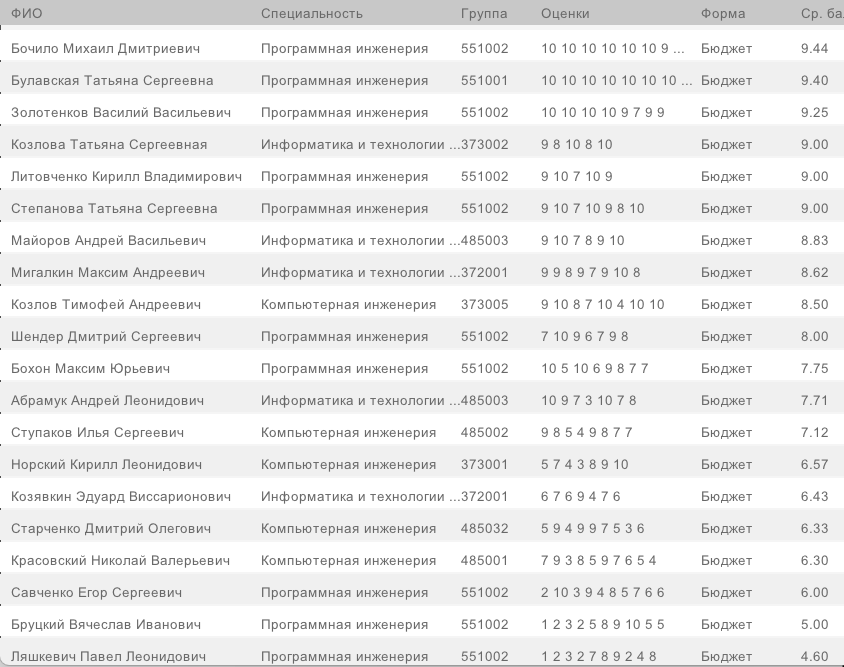 ФИО Специальность Группа Оценки Форма Ср. ба
Бочило Михаил Дмитриевич Программная инженерия 551002 10 10 10 10 10 10 9 ... Бюджет 9.44
Булавская Татьяна Сергеевна Программная инженерия 551001 10 10 10 10 10 10 10 ... Бюджет 9.40
Золотенков Василий Васильевич Программная инженерия 551002 10 10 10 10 9 7 9 9 Бюджет 9.25
Козлова Татьяна Сергеевная Информатика и технологии ... 373002 9 8 10 8 10 Бюджет 9.00
Литовченко Кирилл Владимирович Программная инженерия 551002 9 10 7 10 9 Бюджет 9.00
Степанова Татьяна Сергеевна Программная инженерия 551002 9 10 7 10 9 8 10 Бюджет 9.00
Майоров Андрей Васильевич Информатика и технологии ... 485003 9 10 7 8 9 10 Бюджет 8.83
Мигалкин Максим Андреевич Информатика и технологии ... 372001 9 9 8 9 7 9 10 8 Бюджет 8.62
Козлов Тимофей Андреевич Компьютерная инженерия 373005 9 10 8 7 10 4 10 10 Бюджет 8.50
Шендер Дмитрий Сергеевич Программная инженерия 551002 7 10 9 6 7 9 8 Бюджет 8.00
Бохон Максим Юрьевич Программная инженерия 551002 10 5 10 6 9 8 7 7 Бюджет 7.75
Абрамук Андрей Леонидович Информатика и технологии ... 485003 10 9 7 3 10 7 8 Бюджет 7.71
Ступаков Илья Сергеевич Компьютерная инженерия 485002 9 8 5 4 9 8 7 7 Бюджет 7.12
Норский Кирилл Леонидович Компьютерная инженерия 373001 5 7 4 3 8 9 10 Бюджет 6.57
Козявкин Эдуард Виссарионович Информатика и технологии ... 372001 6 7 6 9 4 7 6 Бюджет 6.43
Старченко Дмитрий Олегович Компьютерная инженерия 485032 5 9 4 9 9 7 5 3 6 Бюджет 6.33
Красовский Николай Валерьевич Компьютерная инженерия 485001 7 9 3 8 5 9 7 6 5 4 Бюджет 6.30
Савченко Егор Сергеевич Программная инженерия 551002 2 10 3 9 4 8 5 7 6 6 Бюджет 6.00
Бруцкий Вячеслав Иванович Программная инженерия 551002 1 2 3 2 5 8 9 10 5 5 Бюджет 5.00
Ляшкевич Павел Леонидович Программная инженерия 551002 1 2 3 2 7 8 9 2 4 8 Бюджет 4.60